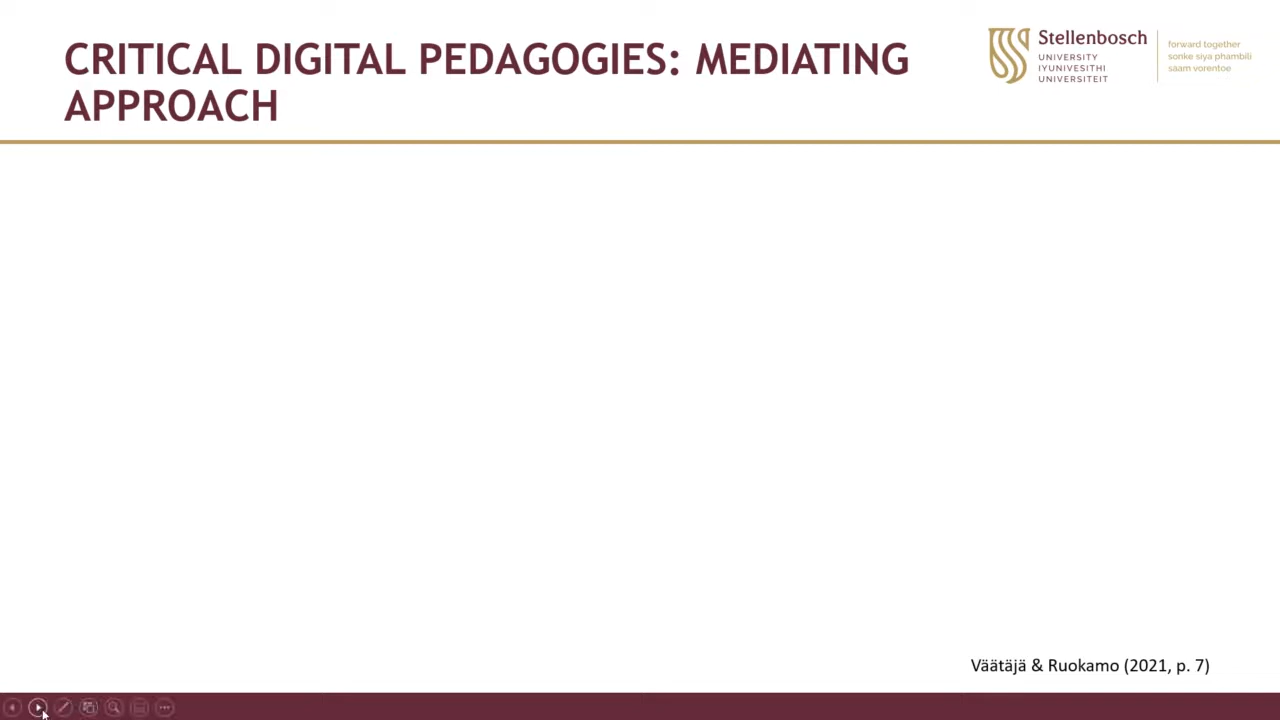 CRITICAL DIGITAL PEDAGOGIES: MEDIATING
APPROACH
Stellenbosch
UNIVERSITY
IYUNIVESITHI
UNIVERSITEIT
forward together
sonke siya phambili
saam vorentoe
Väätäjä & Ruokamo (2021, p. 7)